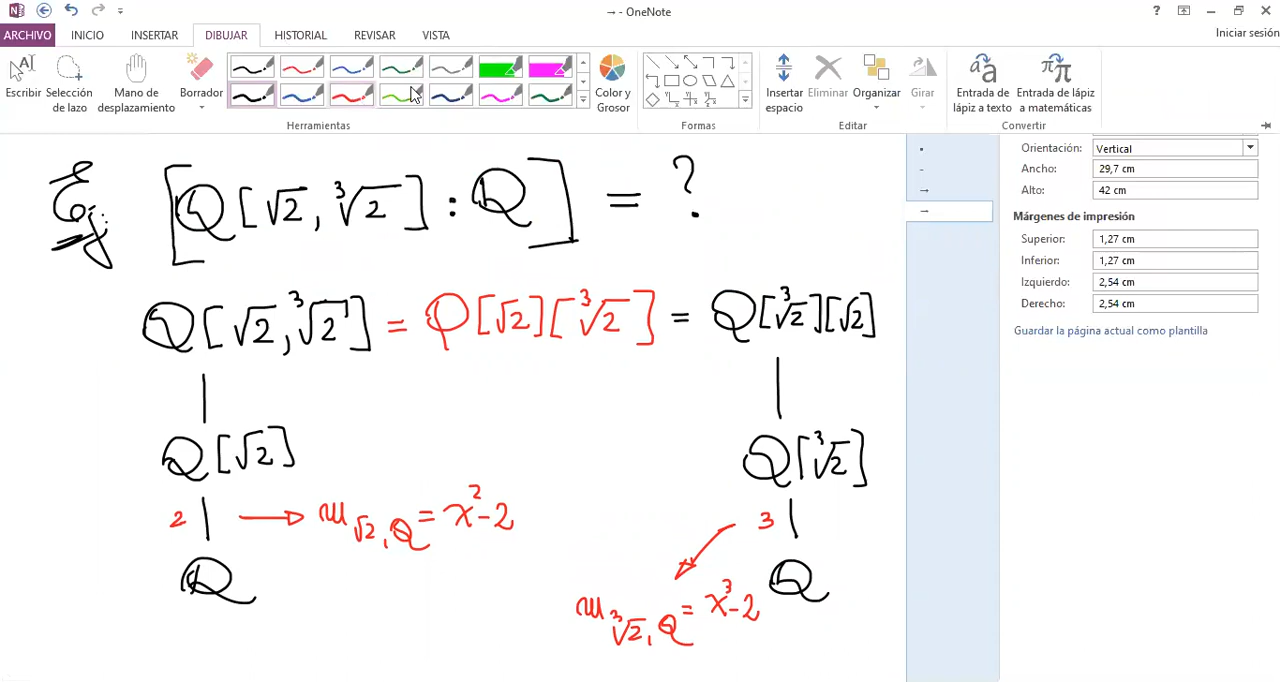 → - OneNote
?
ARCHIVO INICIO INSERTAR DIBUJAR HISTORIAL REVISAR VISTA Iniciar sesión
Escribir Selección de lazo Mano de desplazamiento Borrador Color y Grosor Insertar espacio Eliminar Organizar Girar Entrada de lápiz a texto Entrada de lápiz a matemáticas
Herramientas Formas Editar Convertir
Orientación: Vertical
Ancho: 29,7 cm
Alto: 42 cm
Márgenes de impresión
Superior: 1,27 cm
Inferior: 1,27 cm
Izquierdo: 2,54 cm
Derecho: 2,54 cm
Guardar la página actual como plantilla
Ej [Q[√2, ∛2] : Q] = ?
Q[√2, ∛2] = Q[√2][∛2] = Q[∛2][√2]
Q[√2] Q[∛2]
2 → m_{√2, Q} = x² - 2 3
Q Q
m_{∛2, Q} = x³ - 2